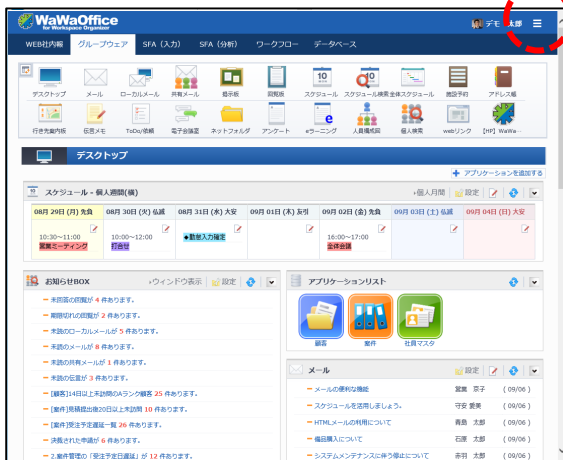 WaWaOffice
for Workspace Organizer
デモ 太郎
WEB社内報 グループウェア SFA（入力） SFA（分析） ワークフロー データベース
デスクトップ メール ローカルメール 共有メール 掲示板 回覧板 スケジュール スケジュール検索 全体スケジュール 施設予約 アドレス帳
行き先案内板 伝言メモ ToDo/依頼 電子会議室 ネットフォルダ アンケート eラーニング 人員構成図 個人検索 webリンク 【HP】WaWa…
デスクトップ
アプリケーションを追加する
スケジュール - 個人週間(横) 個人月間 設定
08月 29日 (月) 先負 08月 30日 (火) 仏滅 08月 31日 (水) 大安 09月 01日 (木) 友引 09月 02日 (金) 先負 09月 03日 (土) 仏滅 09月 04日 (日) 大安
10:30～11:00 10:00～12:00 ◆勤怠入力確定 16:00～17:00
営業ミーティング 打合せ 全体会議
お知らせBOX ウィンドウ表示 設定
未回答の回覧が 4 件あります。
期限切れの回覧が 2 件あります。
未読のローカルメールが 5 件あります。
未読のメールが 8 件あります。
未読の共有メールが 1 件あります。
未読の伝言が 3 件あります。
[顧客]14日以上未訪問のAランク顧客 25 件あります。
[案件]見積提出後20日以上未訪問 10 件あります。
[案件]受注予定遅延一覧 26 件あります。
決裁された申請が 6 件あります。
2.案件管理の「受注予定日遅延」が 12 件あります。
アプリケーションリスト
顧客 案件 社員マスタ
メール 設定
メールの便利な機能 営業 京子 ( 09/06 )
スケジュールを活用しましょう。 守安 愛美 ( 09/06 )
HTMLメールの利用について 青島 太郎 ( 09/06 )
備品購入について 石原 太郎 ( 09/06 )
システムメンテナンスに伴う停止について 赤羽 太郎 ( 09/06 )